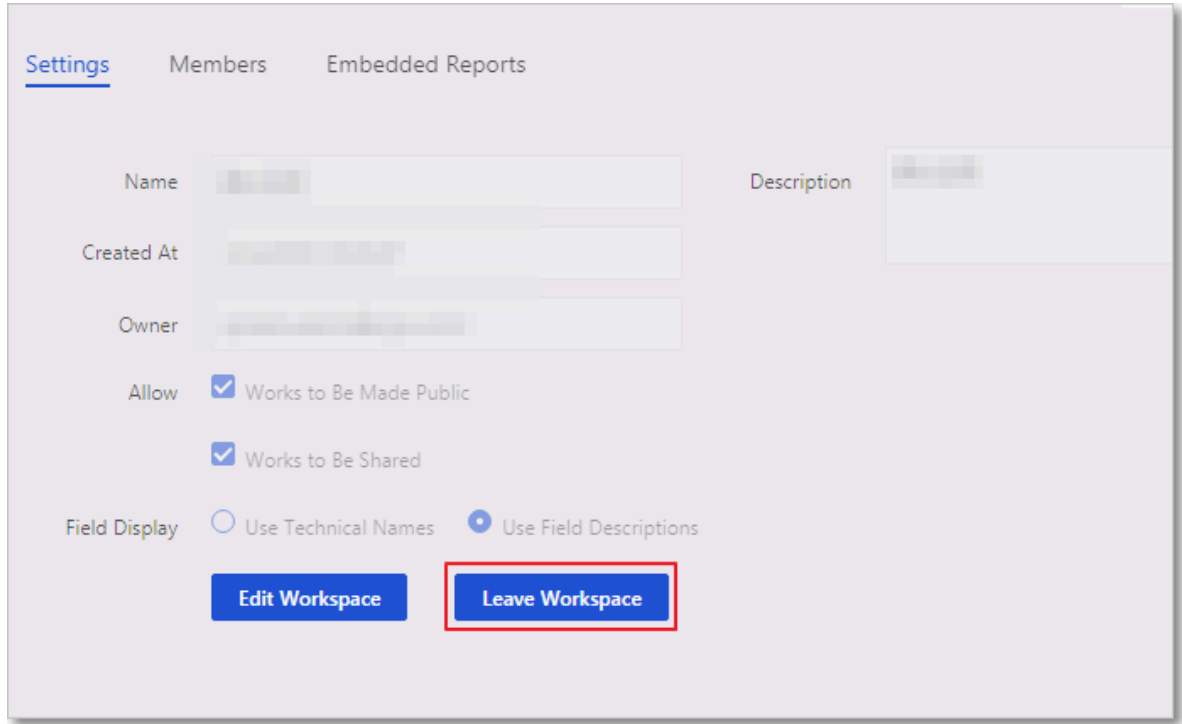 Settings Members Embedded Reports
Name Description
Created At
Owner
Allow Works to Be Made Public
Works to Be Shared
Field Display Use Technical Names Use Field Descriptions
Edit Workspace Leave Workspace